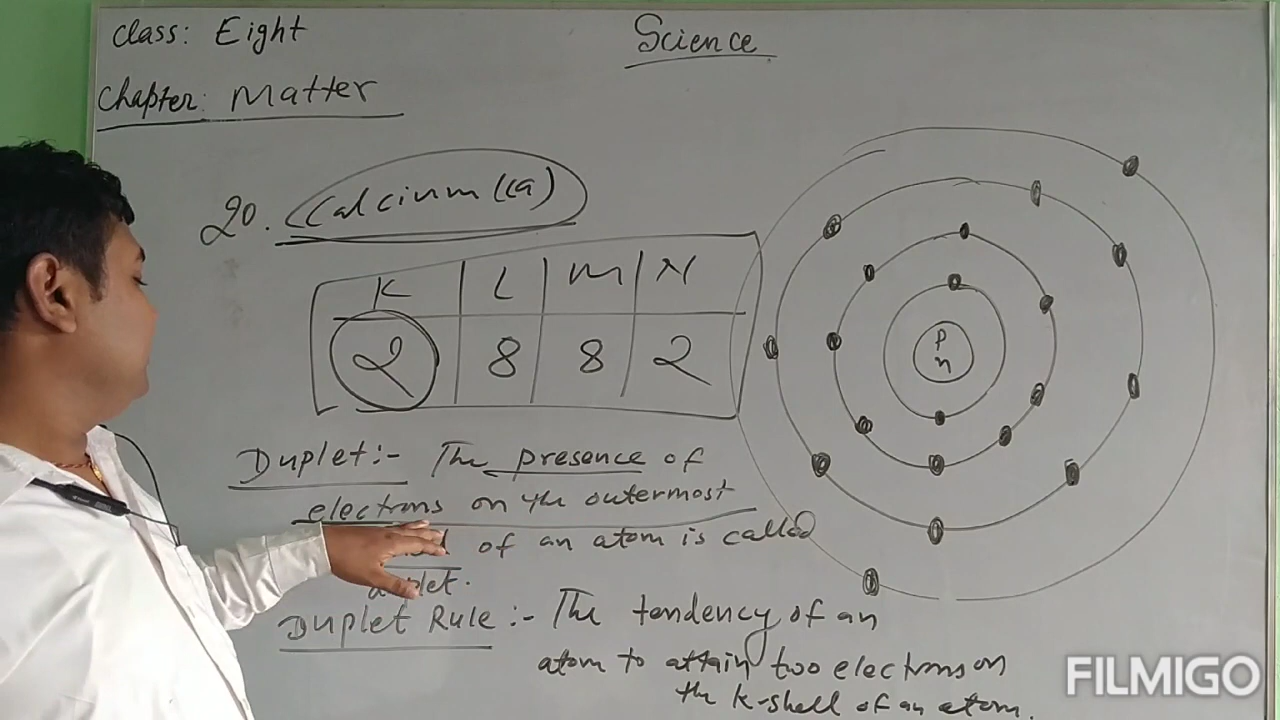 class: Eight
Science
Chapter: Matter
20. Calcium (Ca)
K L M N
2 8 8 2
Duplet:- The presence of
electrons on the outermost
of an atom is called
duplet.
Duplet Rule:- The tendency of an
atom to attain two electrons on
the k-shell of an atom.
P
n
FILMIGO